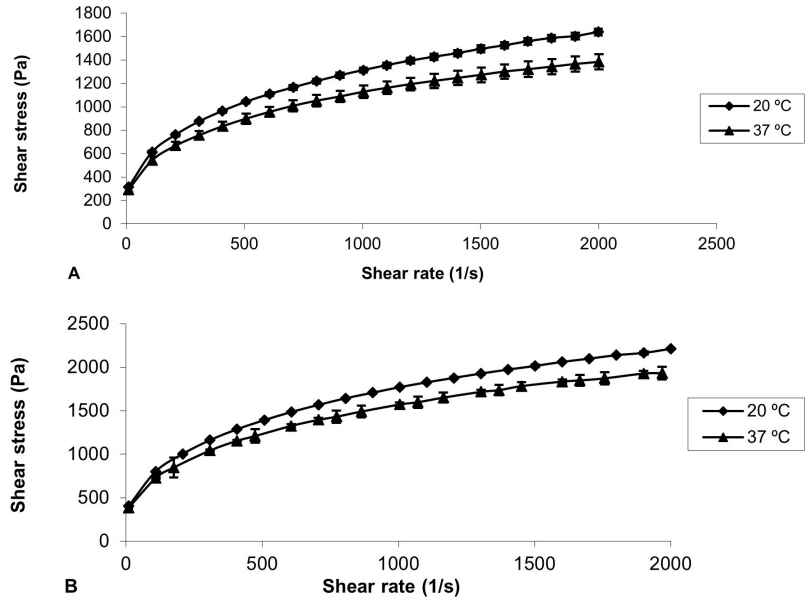 1800
1600
1400
1200
1000
800
600
400
200
0
Shear stress (Pa)
0 500 1000 1500 2000 2500
Shear rate (1/s)
A
20 ºC
37 ºC
2500
2000
1500
1000
500
0
Shear stress (Pa)
0 500 1000 1500 2000
Shear rate (1/s)
B
20 ºC
37 ºC